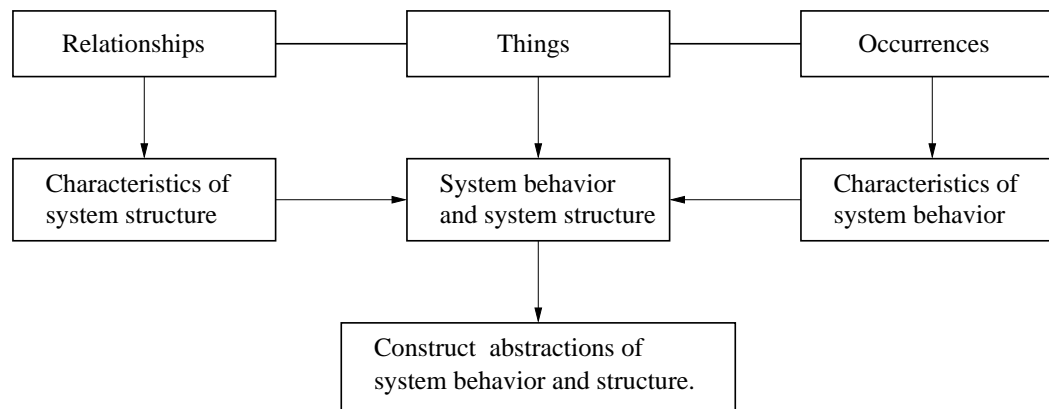 Relationships
Things
Occurrences
Characteristics of
system structure
System behavior
and system structure
Characteristics of
system behavior
Construct abstractions of
system behavior and structure.